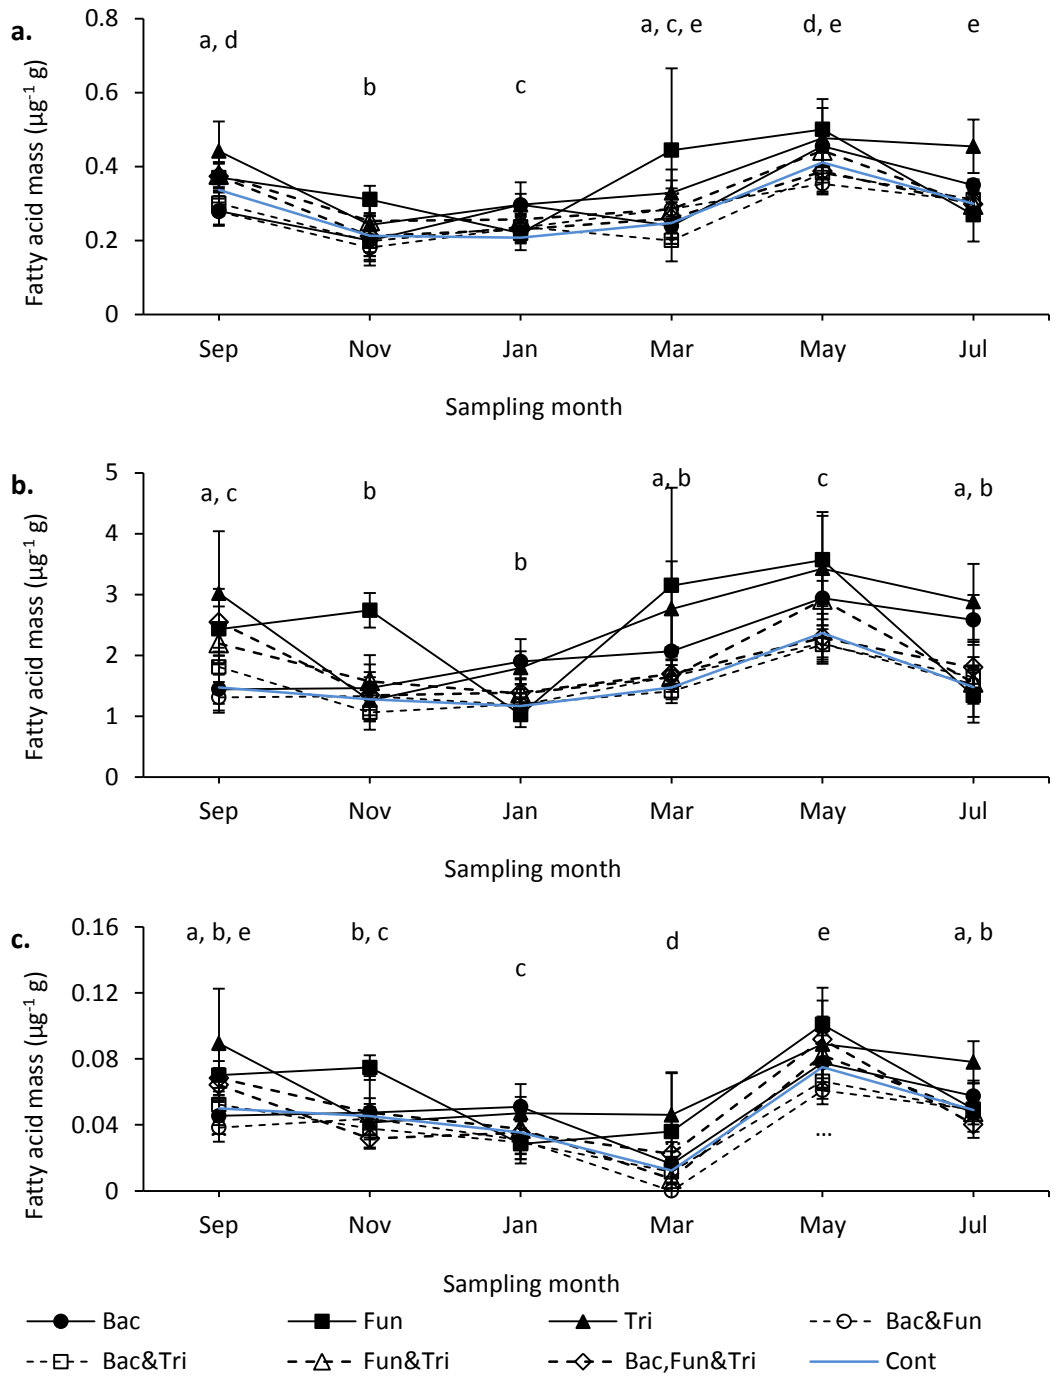 a.
Fatty acid mass (µg⁻¹ g)
0.8
0.6
0.4
0.2
0
a, d
b
c
a, c, e
d, e
e
Sep Nov Jan Mar May Jul
Sampling month
b.
Fatty acid mass (µg⁻¹ g)
5
4
3
2
1
0
a, c
b
b
a, b
c
a, b
Sep Nov Jan Mar May Jul
Sampling month
c.
Fatty acid mass (µg⁻¹ g)
0.16
0.12
0.08
0.04
0
a, b, e
b, c
c
d
e
a, b
...
Sep Nov Jan Mar May Jul
Sampling month
Bac Fun Tri Bac&Fun
Bac&Tri Fun&Tri Bac,Fun&Tri Cont